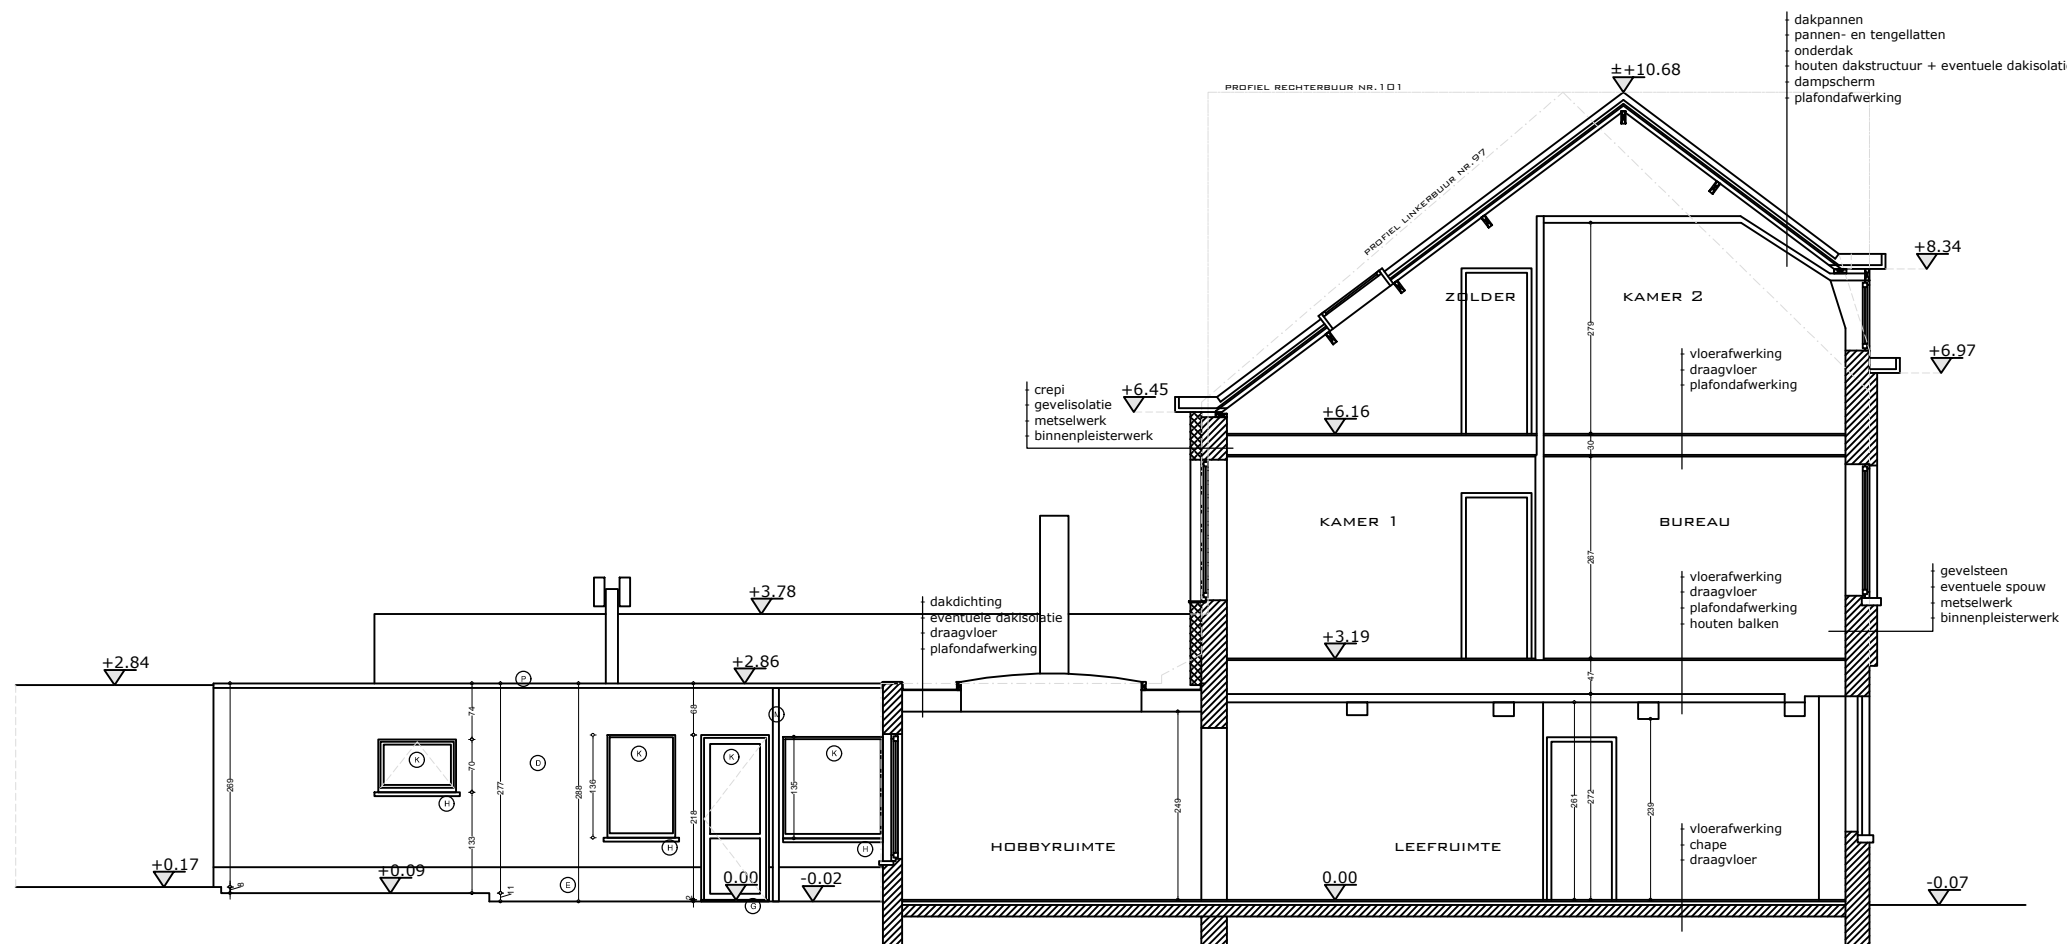 dakpannen
pannen- en tengellatten
onderdak
houten dakstructuur + eventuele dakisolati
dampscherm
plafondafwerking
±+10.68
PROFIEL RECHTERBUUR NR.101
PROFIEL LINKERBUUR NR.97
+8.34
ZOLDER
KAMER 2
279
+6.97
vloerafwerking
draagvloer
plafondafwerking
crepi
gevelisolatie
metselwerk
binnenpleisterwerk
+6.45
+6.16
30
KAMER 1
BUREAU
267
gevelsteen
eventuele spouw
metselwerk
binnenpleisterwerk
vloerafwerking
draagvloer
plafondafwerking
houten balken
+3.78
dakdichting
eventuele dakisolatie
draagvloer
plafondafwerking
+3.19
47
+2.84
+2.86
P
74
68
N
D
K
K
K
K
269
70
277
288
136
218
135
H
H
H
133
249
261
272
239
HOBBYRUIMTE
LEEFRUIMTE
vloerafwerking
chape
draagvloer
+0.17
+0.09
0.00
-0.02
0.00
-0.07
8
11
E
2
G